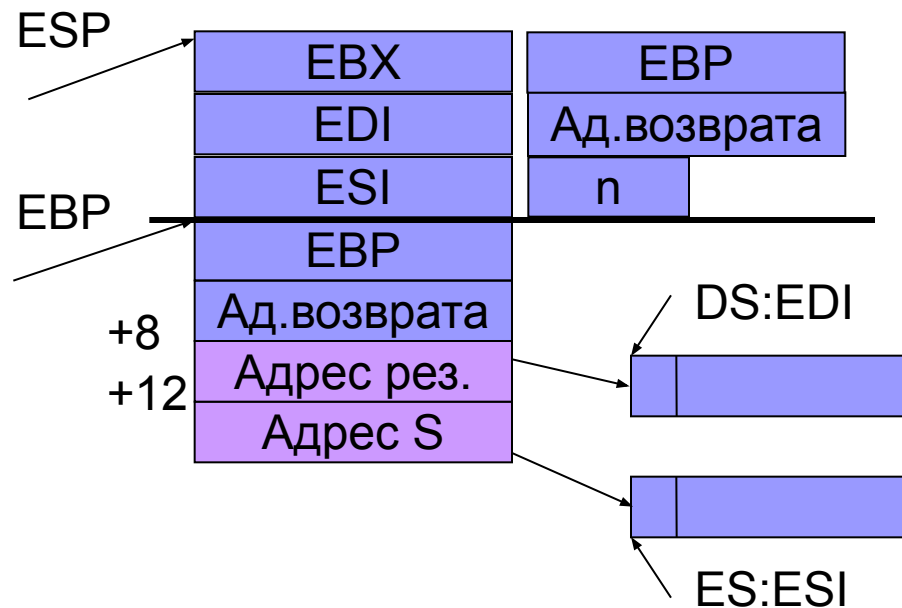 ESP
EBX
EBP
EDI
Ад.возврата
ESI
n
EBP
EBP
Ад.возврата
DS:EDI
+8
Адрес рез.
+12
Адрес S
ES:ESI